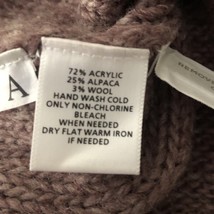 A
72% ACRYLIC
25% ALPACA
3% WOOL
HAND WASH COLD
ONLY NON-CHLORINE
BLEACH
WHEN NEEDED
DRY FLAT WARM IRON
IF NEEDED